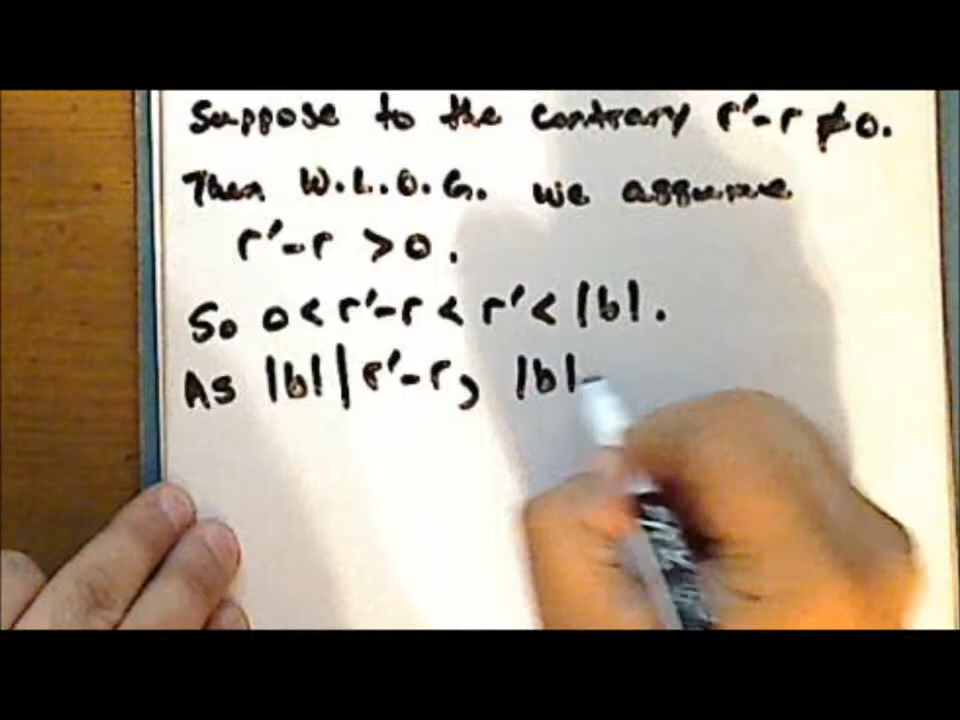 Suppose to the contrary r'-r ≠ 0.
Then W.L.O.G. we assume
r'-r > 0.
So 0 < r'-r < r' < |b|.
As |b| | r'-r, |b|